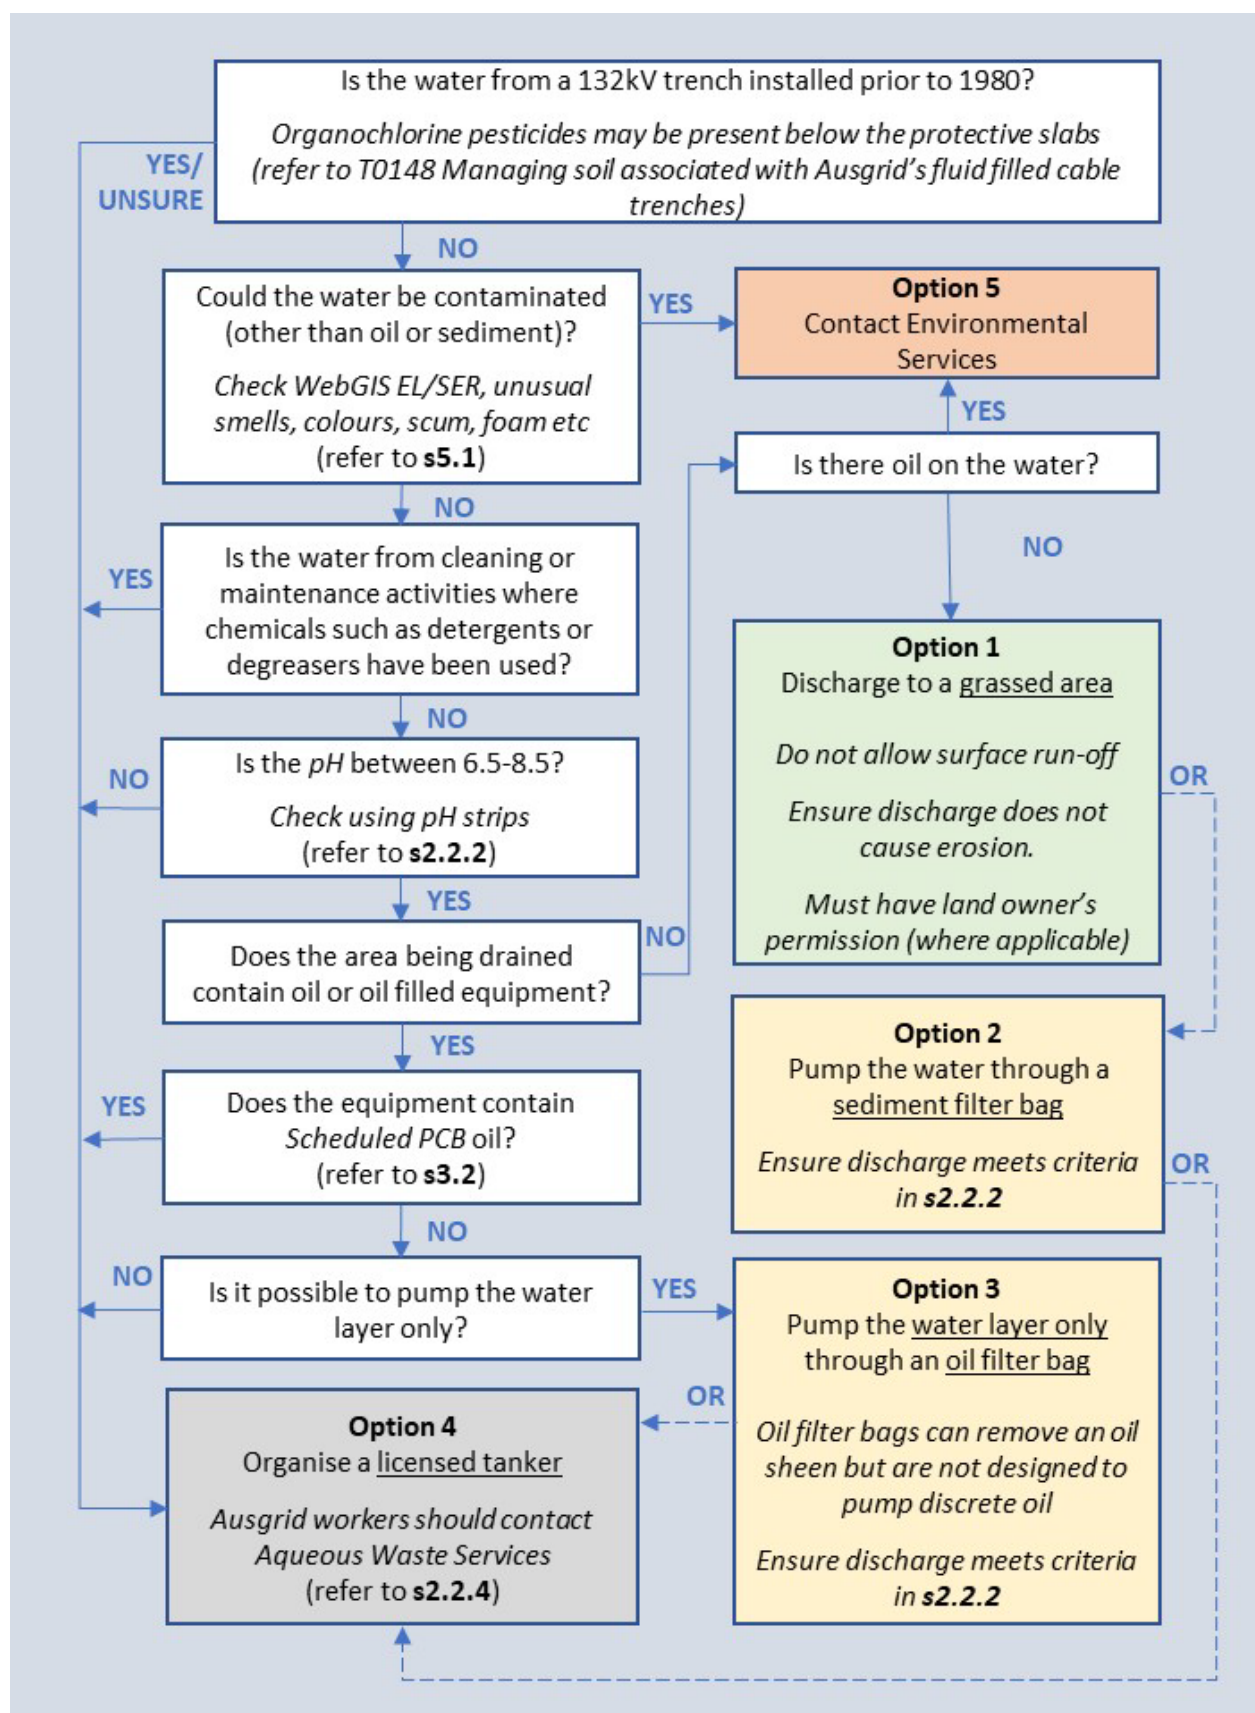 Is the water from a 132kV trench installed prior to 1980?
Organochlorine pesticides may be present below the protective slabs
(refer to T0148 Managing soil associated with Ausgrid's fluid filled cable
trenches)
YES/
UNSURE
NO
Could the water be contaminated
(other than oil or sediment)?
Check WebGIS EL/SER, unusual
smells, colours, scum, foam etc
(refer to s5.1)
YES
Option 5
Contact Environmental
Services
YES
Is there oil on the water?
NO
NO
Is the water from cleaning or
maintenance activities where
chemicals such as detergents or
degreasers have been used?
YES
NO
Is the pH between 6.5-8.5?
Check using pH strips
(refer to s2.2.2)
NO
YES
Does the area being drained
contain oil or oil filled equipment?
NO
YES
Does the equipment contain
Scheduled PCB oil?
(refer to s3.2)
YES
NO
Is it possible to pump the water
layer only?
NO
YES
Option 1
Discharge to a grassed area
Do not allow surface run-off
Ensure discharge does not
cause erosion.
Must have land owner's
permission (where applicable)
OR
Option 2
Pump the water through a
sediment filter bag
Ensure discharge meets criteria
in s2.2.2
OR
Option 3
Pump the water layer only
through an oil filter bag
Oil filter bags can remove an oil
sheen but are not designed to
pump discrete oil
Ensure discharge meets criteria
in s2.2.2
OR
Option 4
Organise a licensed tanker
Ausgrid workers should contact
Aqueous Waste Services
(refer to s2.2.4)